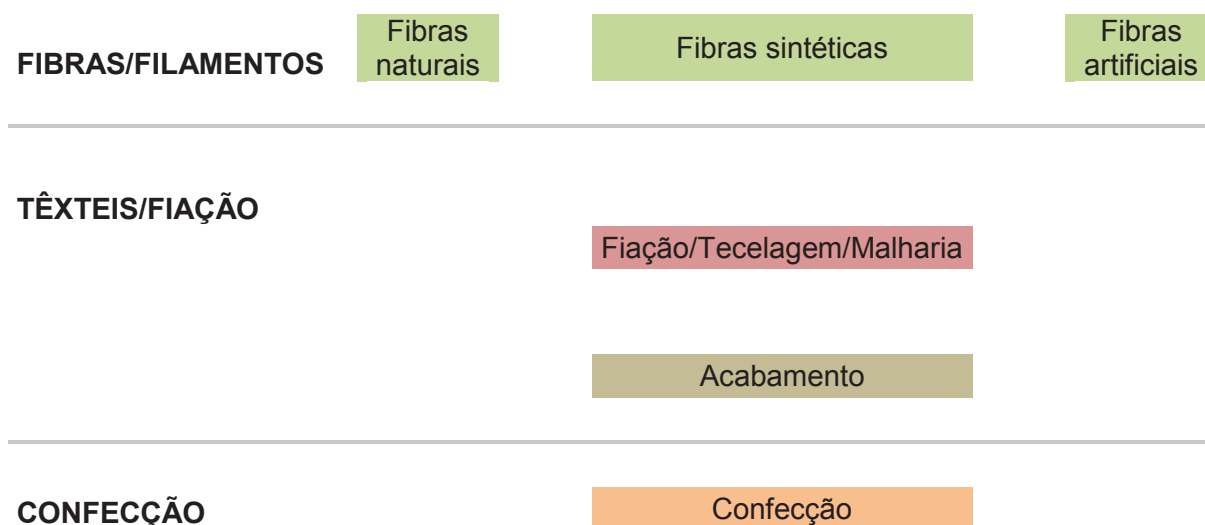 FIBRAS/FILAMENTOS
Fibras
naturais
Fibras sintéticas
Fibras
artificiais
TÊXTEIS/FIAÇÃO
Fiação/Tecelagem/Malharia
Acabamento
CONFECÇÃO
Confecção